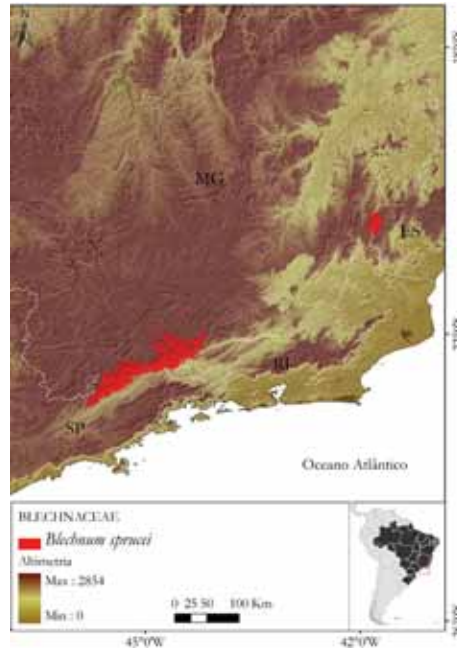 N
MG
ES
RJ
SP
Oceano Atlântico
BLECHNACEAE
Blechnum sprucei
Altimetria
Max : 2854
Min : 0
0 25 50 100 Km
45°0'W 42°0'W